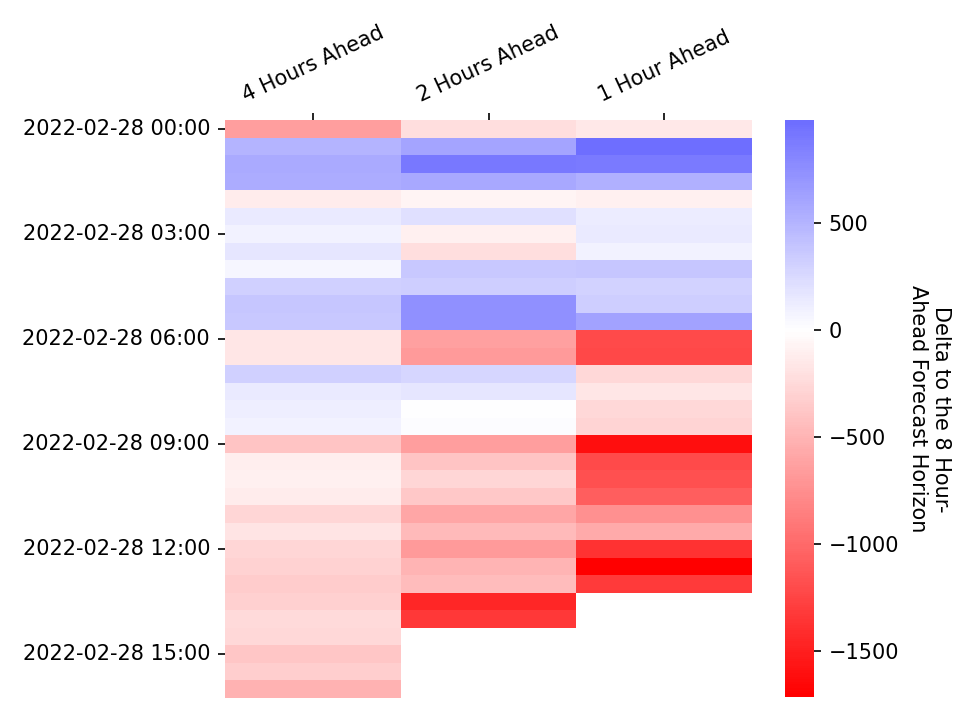 4 Hours Ahead
2 Hours Ahead
1 Hour Ahead
2022-02-28 00:00
2022-02-28 03:00
2022-02-28 06:00
2022-02-28 09:00
2022-02-28 12:00
2022-02-28 15:00
500
0
−500
−1000
−1500
Delta to the 8 Hour-
Ahead Forecast Horizon